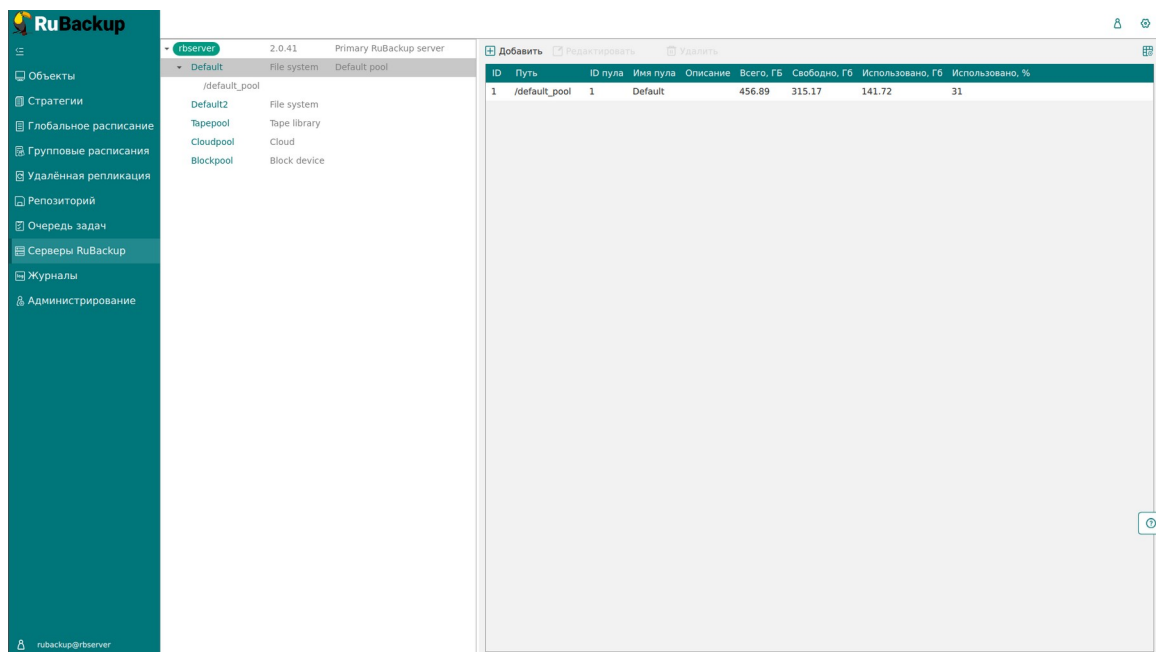 RuBackup
Объекты
Стратегии
Глобальное расписание
Групповые расписания
Удалённая репликация
Репозиторий
Очередь задач
Серверы RuBackup
Журналы
Администрирование
rubackup@rbserver
rbserver 2.0.41 Primary RuBackup server
Default File system Default pool
/default_pool
Default2 File system
Tapepool Tape library
Cloudpool Cloud
Blockpool Block device
Добавить Редактировать Удалить
ID Путь ID пула Имя пула Описание Всего, ГБ Свободно, Гб Использовано, Гб Использовано, %
1 /default_pool 1 Default 456.89 315.17 141.72 31